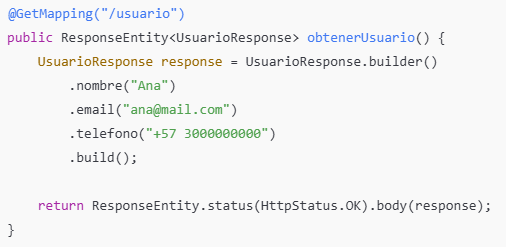 @GetMapping("/usuario")
public ResponseEntity<UsuarioResponse> obtenerUsuario() {
    UsuarioResponse response = UsuarioResponse.builder()
        .nombre("Ana")
        .email("ana@mail.com")
        .telefono("+57 3000000000")
        .build();

    return ResponseEntity.status(HttpStatus.OK).body(response);
}